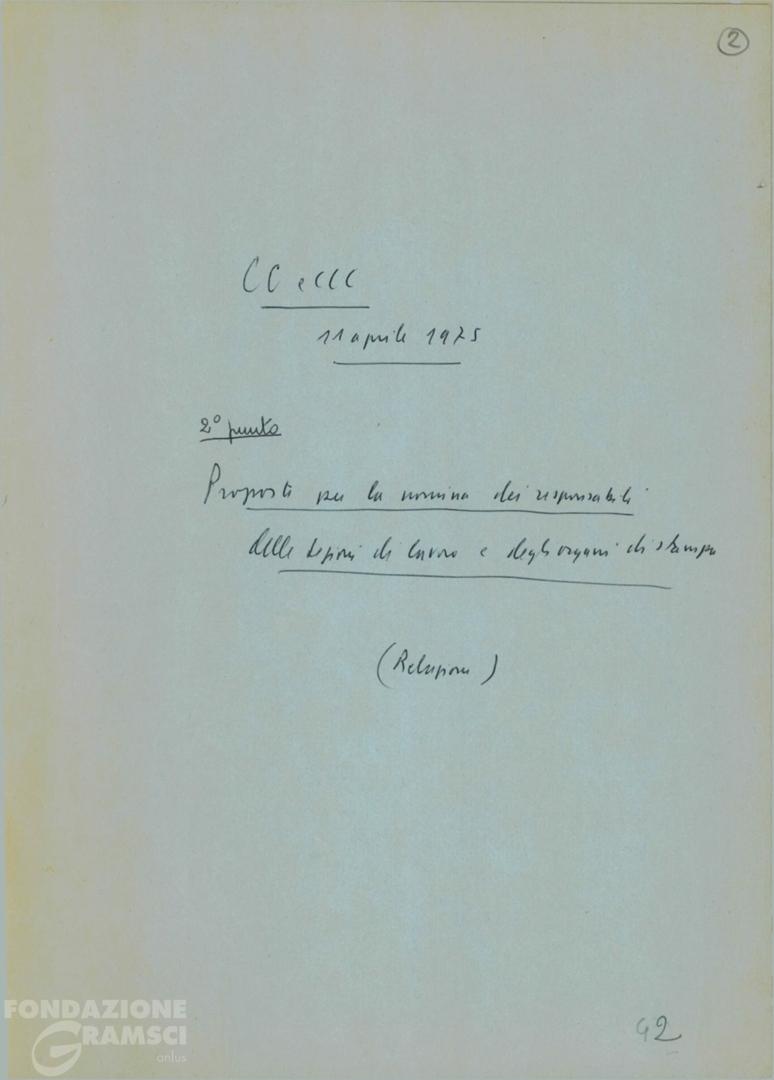 2
CC e CCC
11 aprile 1975
2° punto
Proposte per la nomina dei responsabili
delle sezioni di lavoro e degli organi di stampa
(Relazione)
42
FONDAZIONE
GRAMSCI
onlus